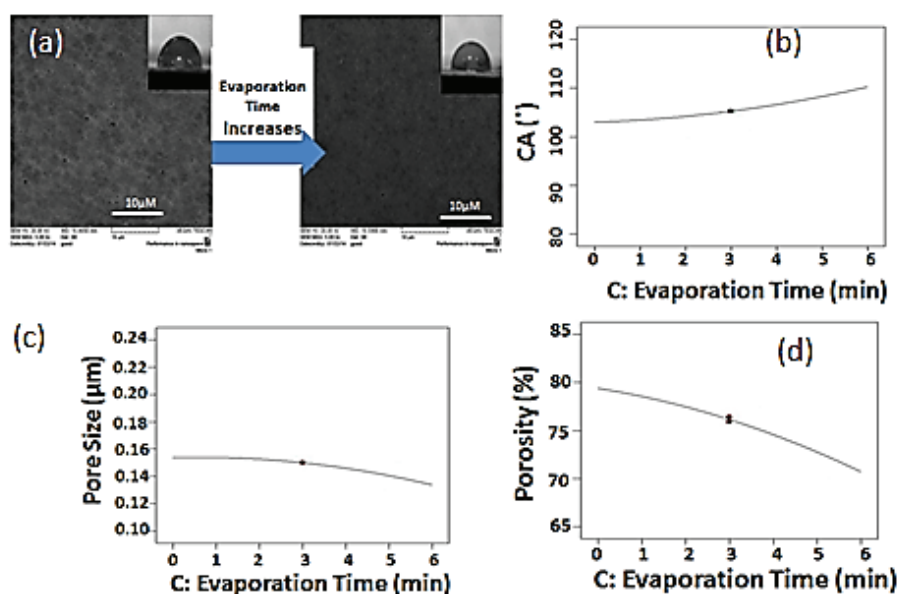 (a)
Evaporation
Time
Increases
10μM
10μM
(b)
CA (°)
120
110
100
90
80
0 1 2 3 4 5 6
C: Evaporation Time (min)
(c)
Pore Size (μm)
0.24
0.22
0.20
0.18
0.16
0.14
0.12
0.10
0 1 2 3 4 5 6
C: Evaporation Time (min)
(d)
Porosity (%)
85
80
75
70
65
0 1 2 3 4 5 6
C: Evaporation Time (min)